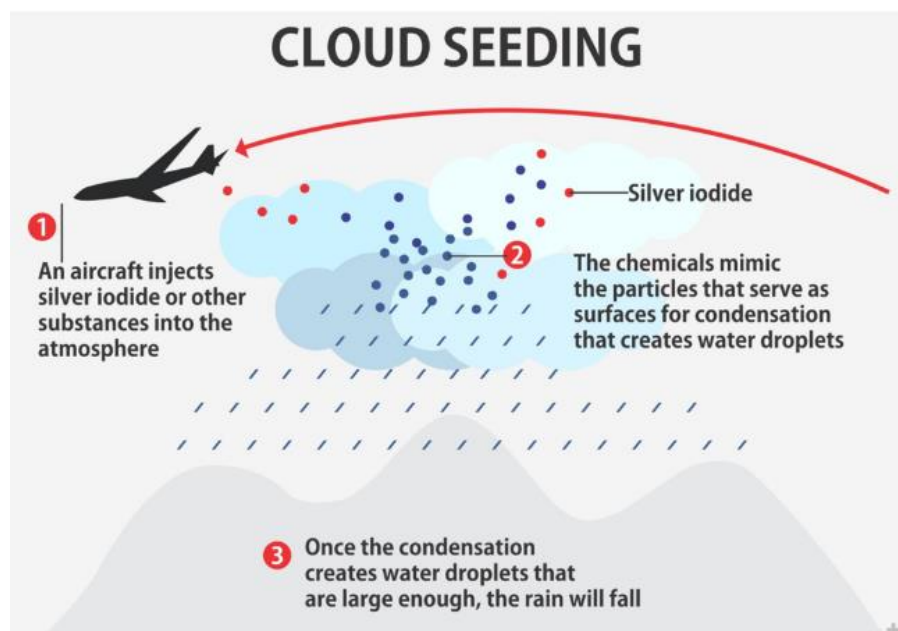 CLOUD SEEDING
1
An aircraft injects
silver iodide or other
substances into the
atmosphere
Silver iodide
2
The chemicals mimic
the particles that serve as
surfaces for condensation
that creates water droplets
3
Once the condensation
creates water droplets that
are large enough, the rain will fall